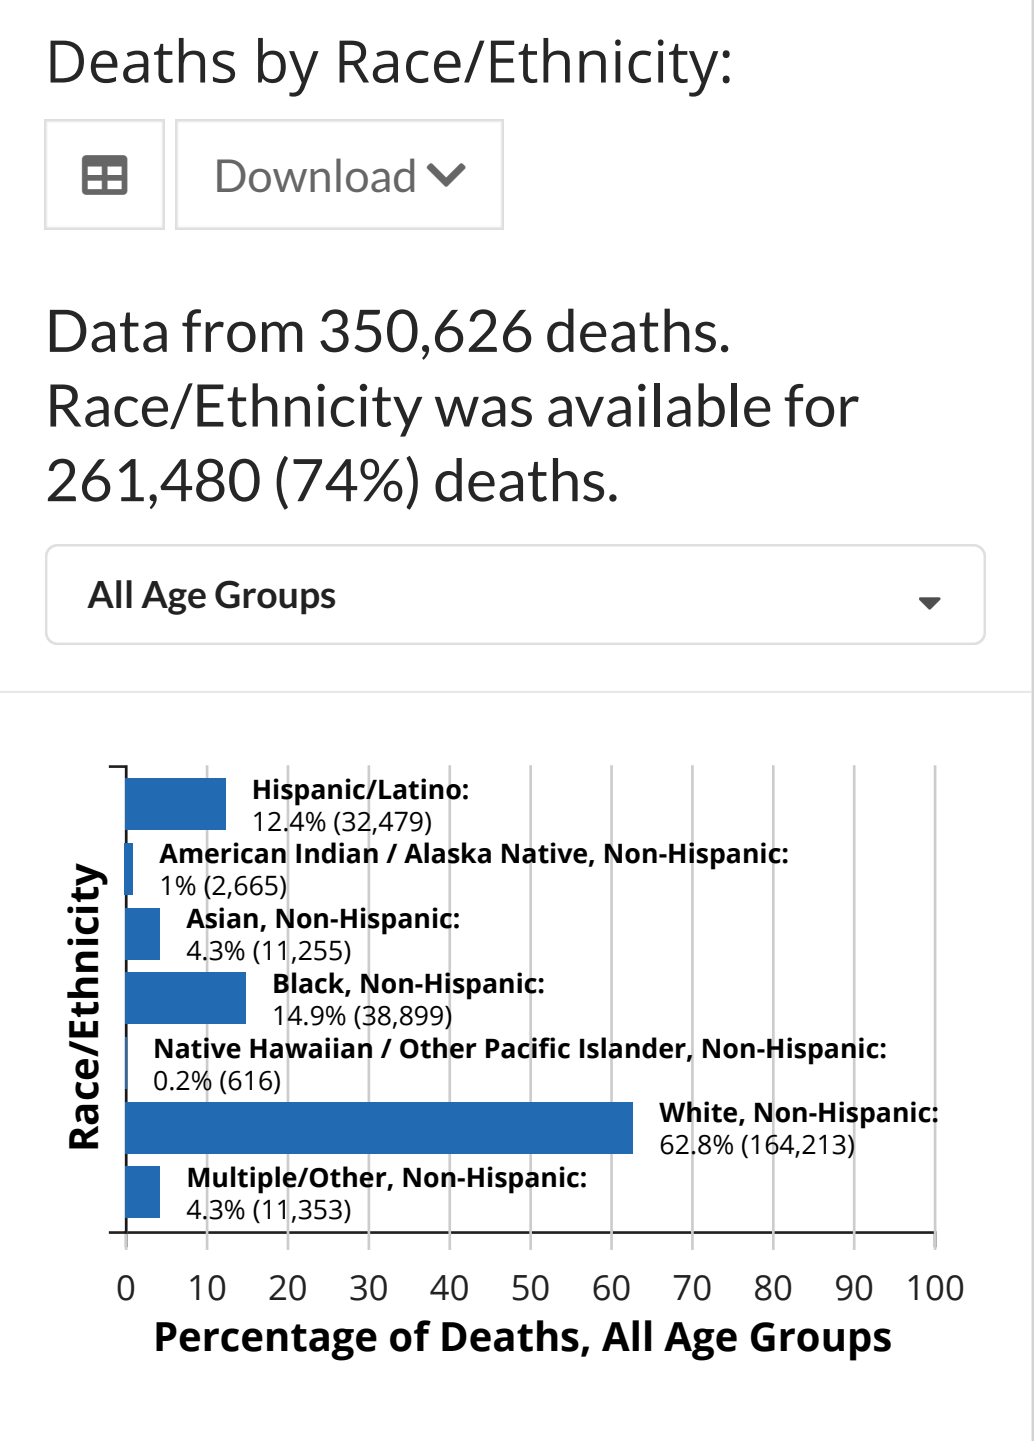 Deaths by Race/Ethnicity:
Download
Data from 350,626 deaths.
Race/Ethnicity was available for
261,480 (74%) deaths.
All Age Groups
Race/Ethnicity
Hispanic/Latino:
12.4% (32,479)
American Indian / Alaska Native, Non-Hispanic:
1% (2,665)
Asian, Non-Hispanic:
4.3% (11,255)
Black, Non-Hispanic:
14.9% (38,899)
Native Hawaiian / Other Pacific Islander, Non-Hispanic:
0.2% (616)
White, Non-Hispanic:
62.8% (164,213)
Multiple/Other, Non-Hispanic:
4.3% (11,353)
0 10 20 30 40 50 60 70 80 90 100
Percentage of Deaths, All Age Groups